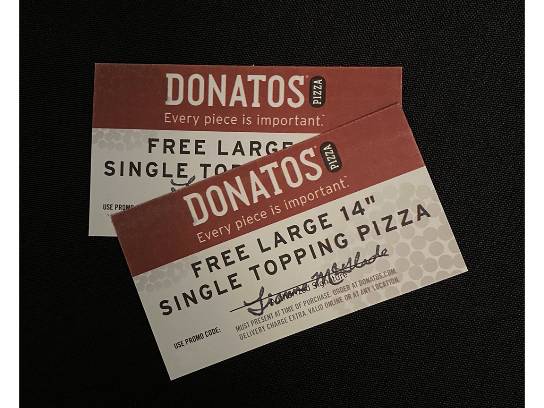 DONATOS PIZZA
Every piece is important.
FREE LARGE
SINGLE TOPP
USE PROMO
DONATOS PIZZA
Every piece is important.
FREE LARGE 14"
SINGLE TOPPING PIZZA
Signature
USE PROMO CODE:
MUST PRESENT AT TIME OF PURCHASE. ORDER AT DONATOS.COM.
DELIVERY CHARGE EXTRA. VALID ONLINE OR AT ANY LOCATION.